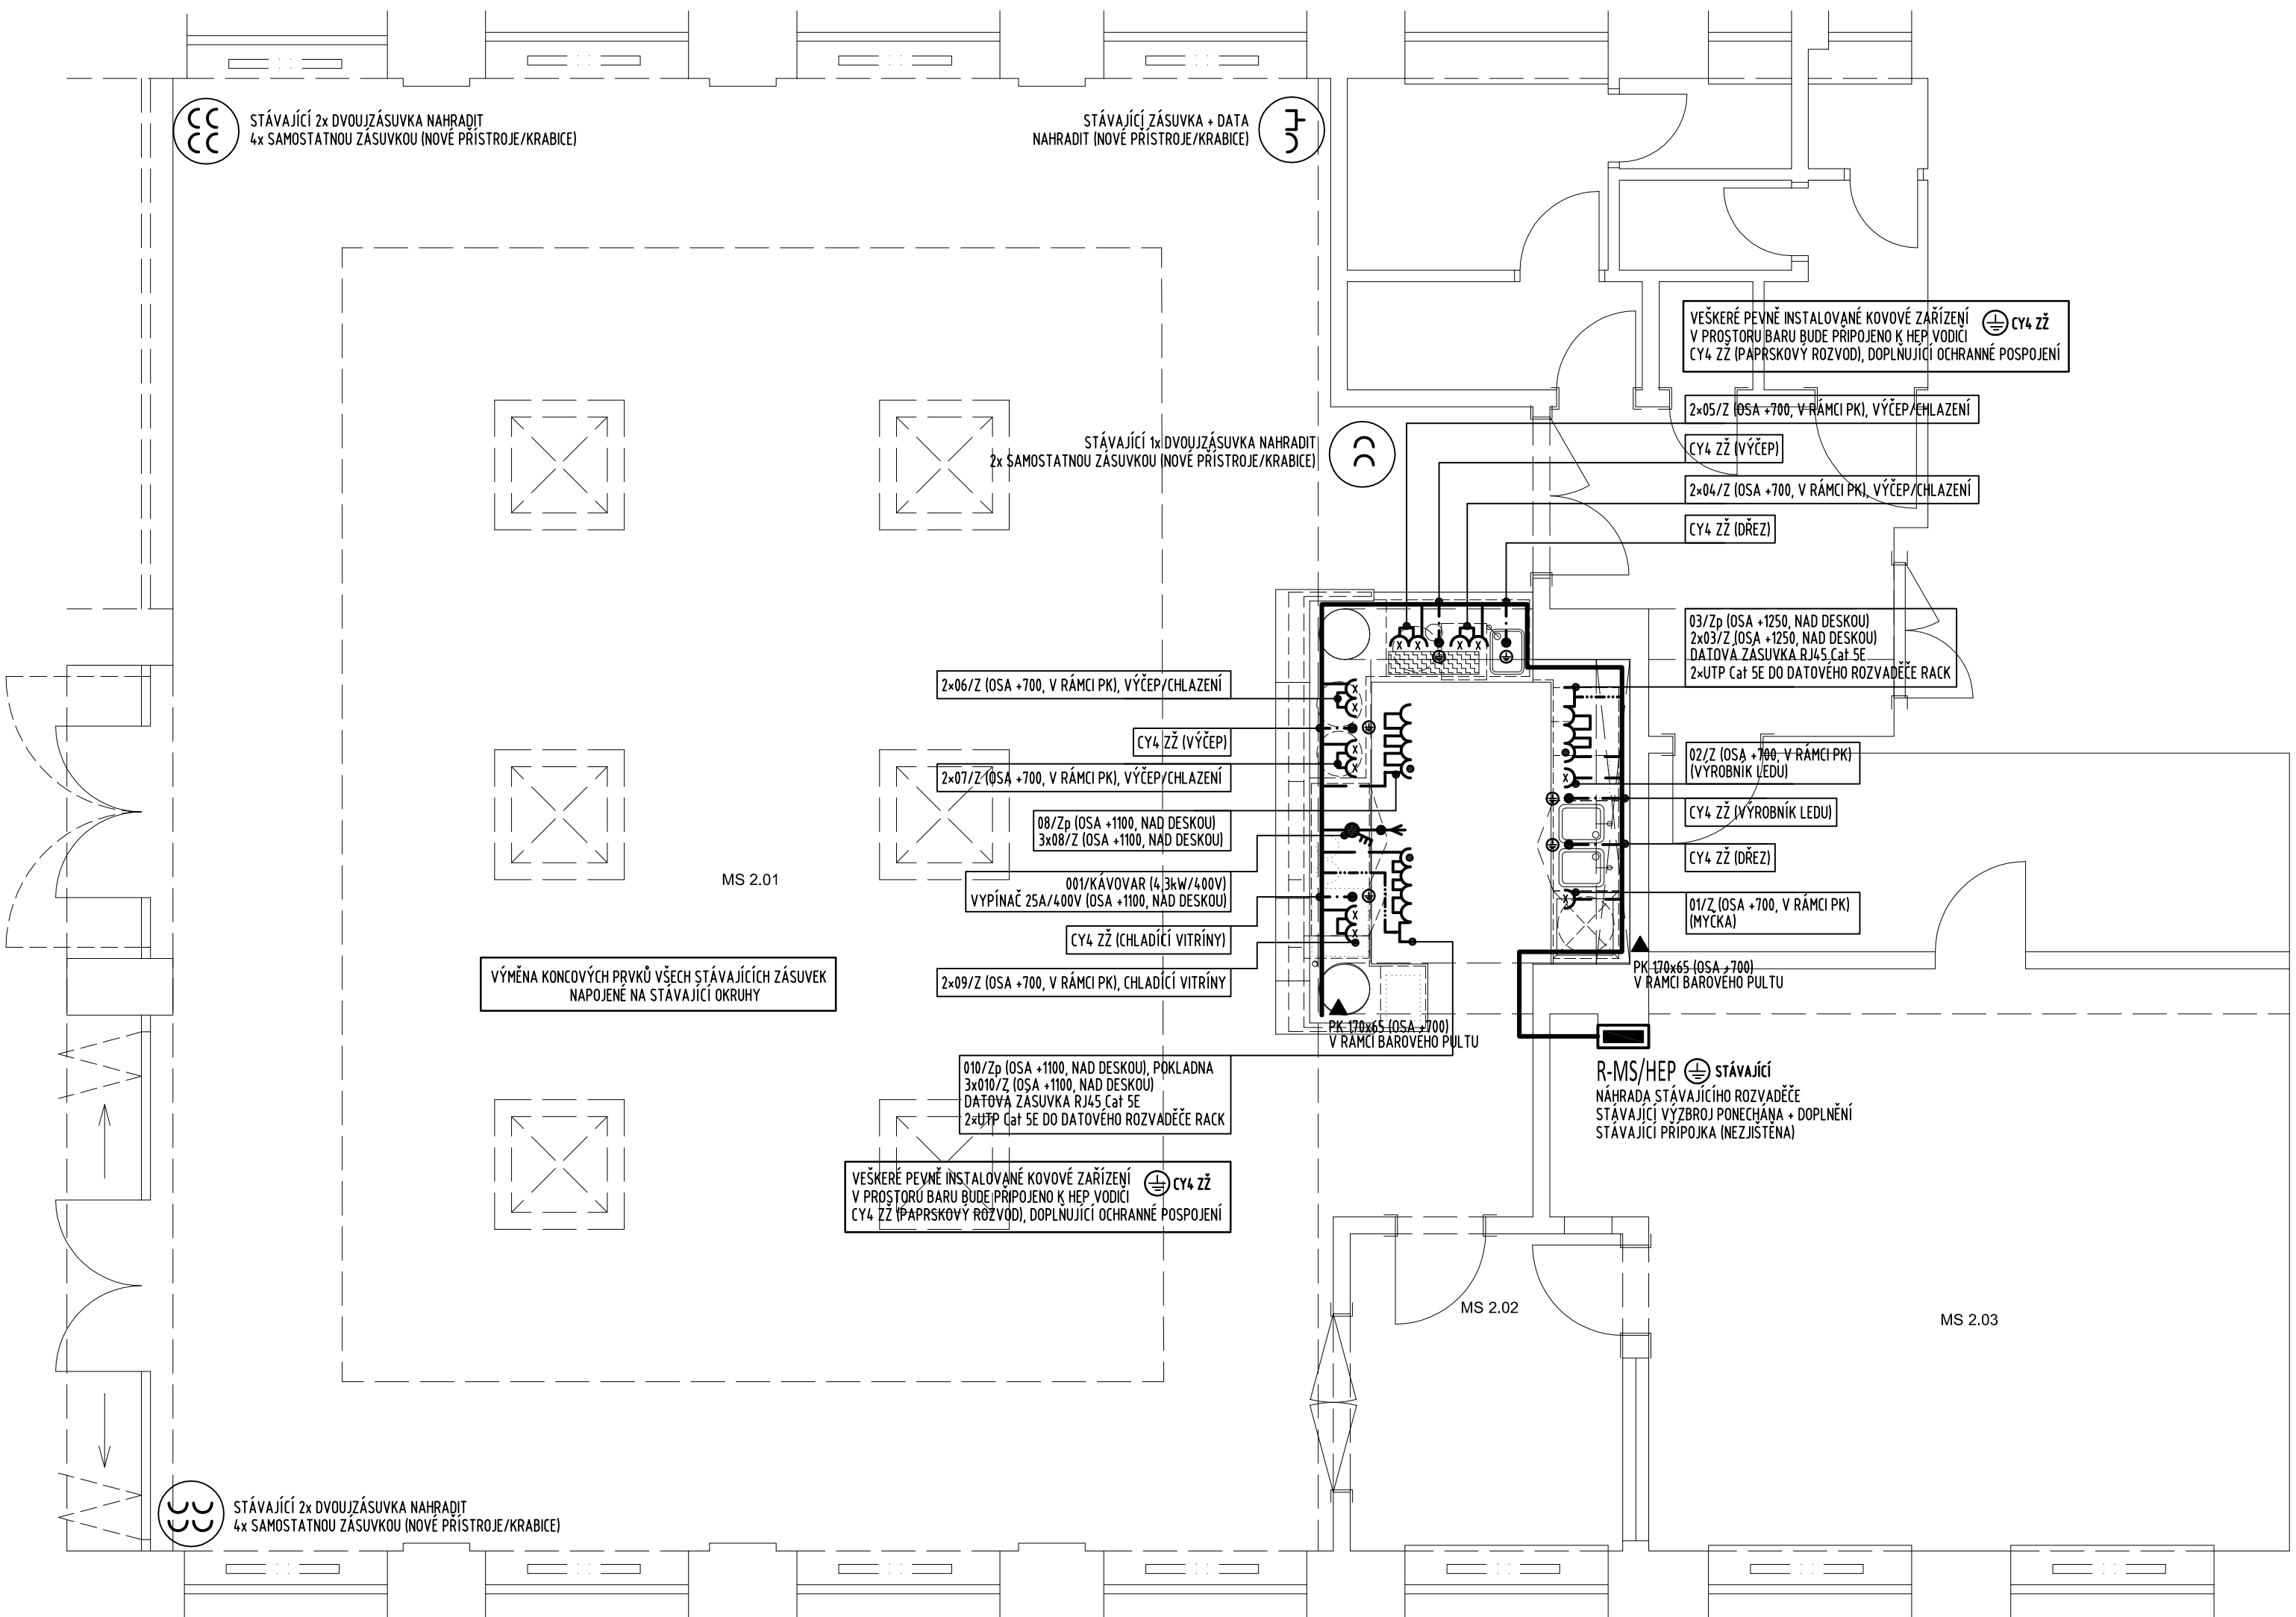 STÁVAJÍCÍ 2x DVOUJZÁSUVKA NAHRADIT
4x SAMOSTATNOU ZÁSUVKOU (NOVÉ PŘÍSTROJE/KRABICE)
STÁVAJÍCÍ ZÁSUVKA + DATA
NAHRADIT (NOVÉ PŘÍSTROJE/KRABICE)
VEŠKERÉ PEVNĚ INSTALOVANÉ KOVOVÉ ZAŘÍZENÍ
CY4 ZŽ
V PROSTORU BARU BUDE PŘIPOJENO K HEP VODIČI
CY4 ZŽ (PAPRSKOVÝ ROZVOD), DOPLŇUJÍCÍ OCHRANNÉ POSPOJENÍ
2×05/Z (OSA +700, V RÁMCI PK), VÝČEP/CHLAZENÍ
STÁVAJÍCÍ 1x DVOUJZÁSUVKA NAHRADIT
2x SAMOSTATNOU ZÁSUVKOU (NOVÉ PŘÍSTROJE/KRABICE)
CY4 ZŽ (VÝČEP)
2×04/Z (OSA +700, V RÁMCI PK), VÝČEP/CHLAZENÍ
CY4 ZŽ (DŘEZ)
03/Zp (OSA +1250, NAD DESKOU)
2x03/Z (OSA +1250, NAD DESKOU)
DATOVÁ ZÁSUVKA RJ45 Cat 5E
2×UTP Cat 5E DO DATOVÉHO ROZVADĚČE RACK
2×06/Z (OSA +700, V RÁMCI PK), VÝČEP/CHLAZENÍ
CY4 ZŽ (VÝČEP)
2×07/Z (OSA +700, V RÁMCI PK), VÝČEP/CHLAZENÍ
02/Z (OSA +700, V RÁMCI PK)
(VÝROBNIK LEDU)
CY4 ZŽ (VÝROBNÍK LEDU)
08/Zp (OSA +1100, NAD DESKOU)
3x08/Z (OSA +1100, NAD DESKOU)
CY4 ZŽ (DŘEZ)
MS 2.01
001/KÁVOVAR (4,3kW/400V)
VYPÍNAČ 25A/400V (OSA +1100, NAD DESKOU)
01/Z (OSA +700, V RÁMCI PK)
(MYČKA)
CY4 ZŽ (CHLADÍCÍ VITRÍNY)
VÝMĚNA KONCOVÝCH PRVKŮ VŠECH STÁVAJÍCÍCH ZÁSUVEK
NAPOJENÉ NA STÁVAJÍCÍ OKRUHY
2×09/Z (OSA +700, V RÁMCI PK), CHLADÍCÍ VITRÍNY
PK 170x65 (OSA +700)
V RÁMCI BAROVÉHO PULTU
PK 170x65 (OSA +700)
V RÁMCI BAROVÉHO PULTU
010/Zp (OSA +1100, NAD DESKOU), POKLADNA
3x010/Z (OSA +1100, NAD DESKOU)
DATOVÁ ZÁSUVKA RJ45 Cat 5E
2×UTP Cat 5E DO DATOVÉHO ROZVADĚČE RACK
R-MS/HEP
STÁVAJÍCÍ
NÁHRADA STÁVAJÍCÍHO ROZVADĚČE
STÁVAJÍCÍ VÝZBROJ PONECHÁNA + DOPLNĚNÍ
STÁVAJÍCÍ PŘÍPOJKA (NEZJIŠTĚNA)
VEŠKERÉ PEVNĚ INSTALOVANÉ KOVOVÉ ZAŘÍZENÍ
CY4 ZŽ
V PROSTORU BARU BUDE PŘIPOJENO K HEP VODIČI
CY4 ZŽ (PAPRSKOVÝ ROZVOD), DOPLŇUJÍCÍ OCHRANNÉ POSPOJENÍ
MS 2.02
MS 2.03
STÁVAJÍCÍ 2x DVOUJZÁSUVKA NAHRADIT
4x SAMOSTATNOU ZÁSUVKOU (NOVÉ PŘÍSTROJE/KRABICE)